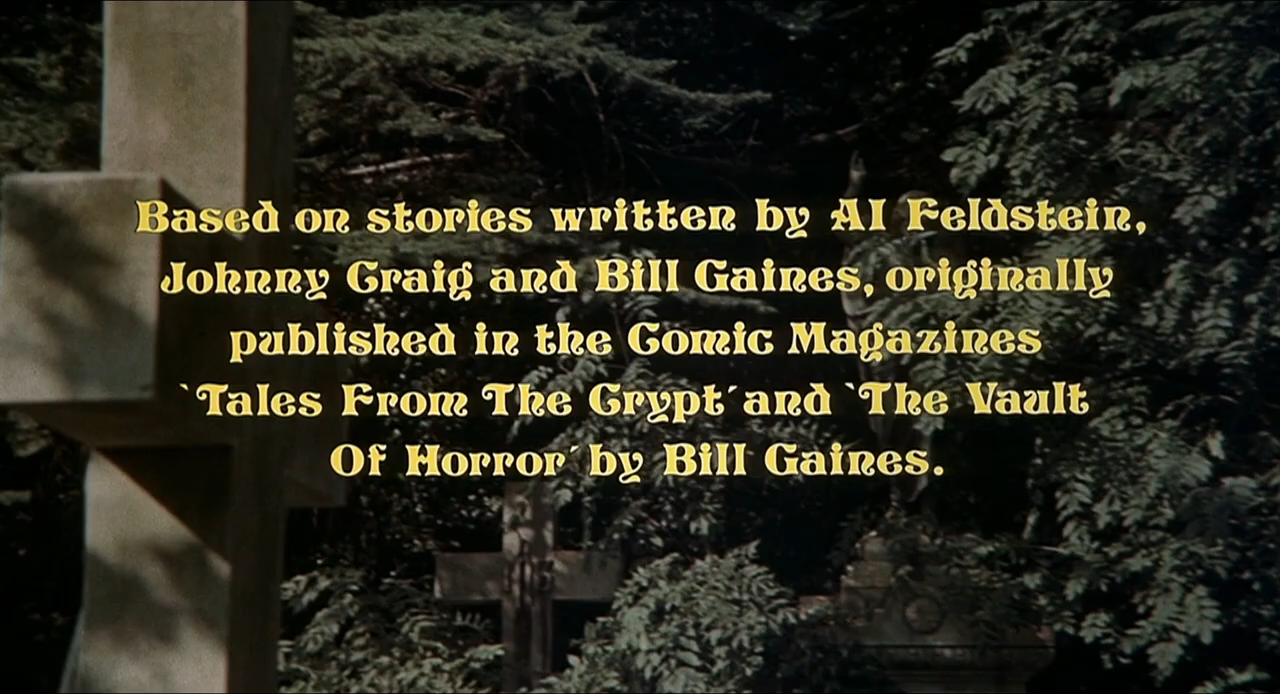 Based on stories written by Al Feldstein,
Johnny Craig and Bill Gaines, originally
published in the Comic Magazines
`Tales From The Crypt´ and `The Vault
Of Horror´ by Bill Gaines.